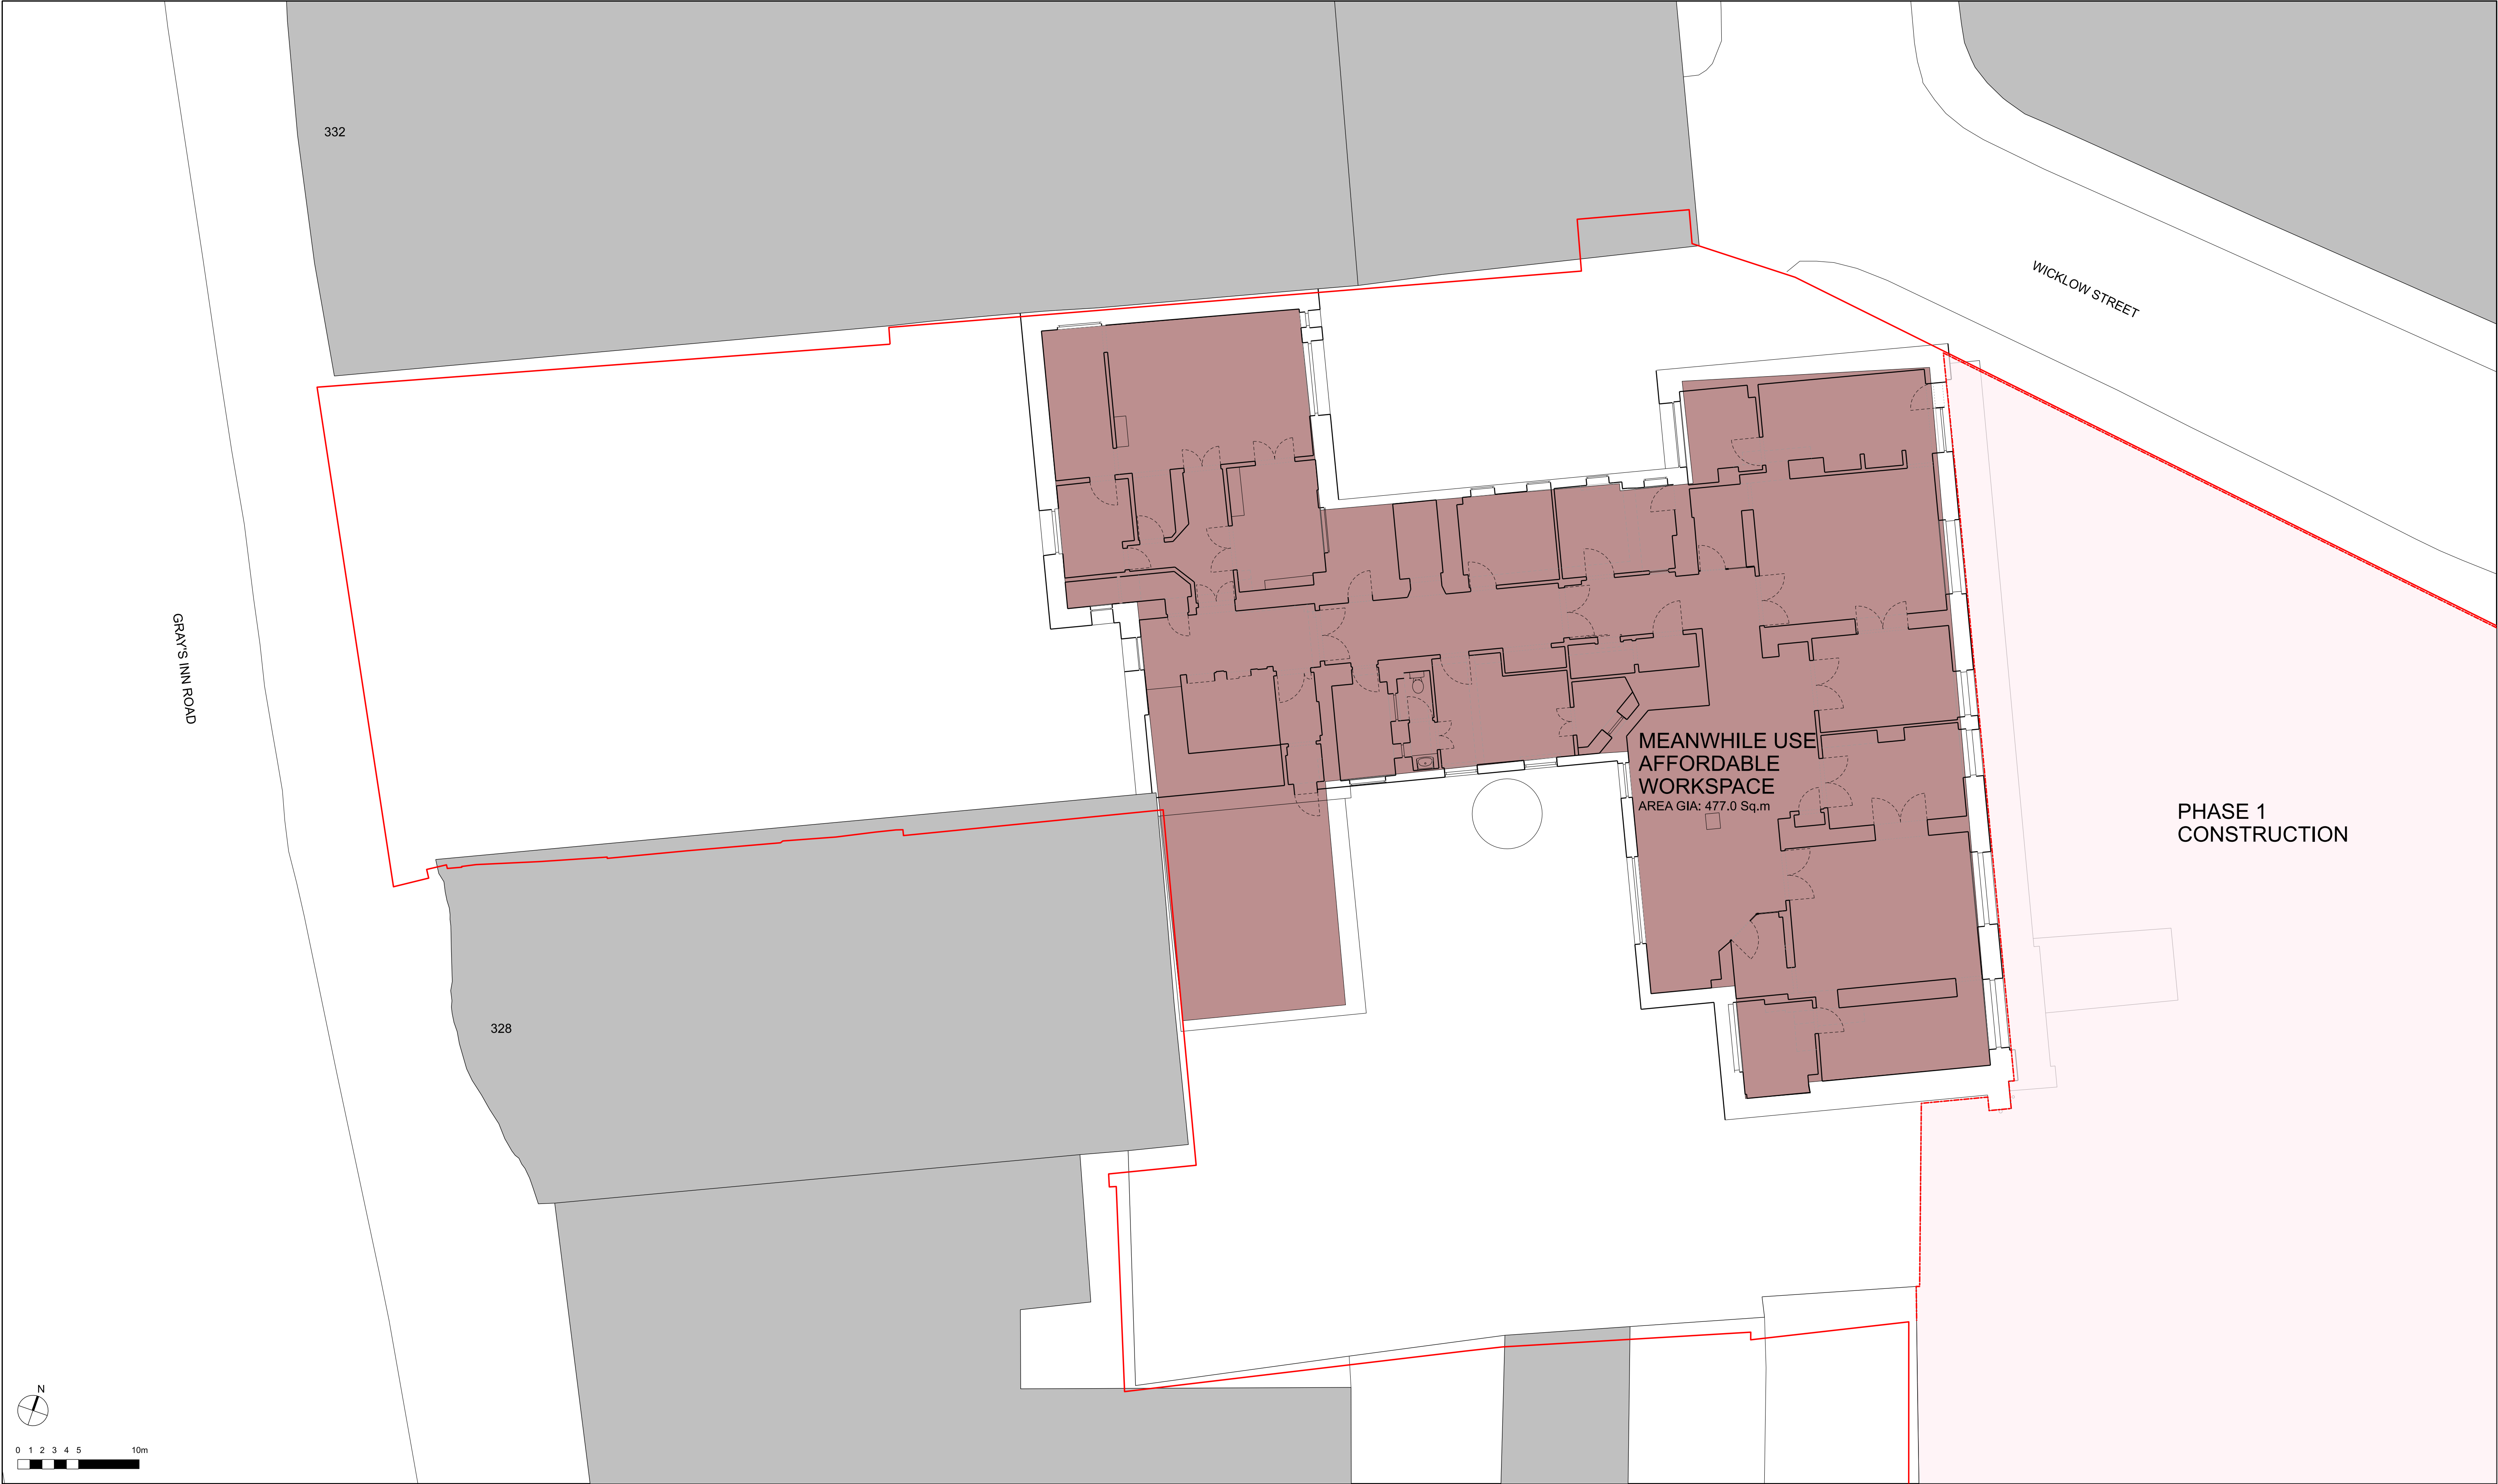 332
WICKLOW STREET
GRAY'S INN ROAD
MEANWHILE USE
AFFORDABLE
WORKSPACE
AREA GIA: 477.0 Sq.m
PHASE 1
CONSTRUCTION
328
N
0 1 2 3 4 5 10m